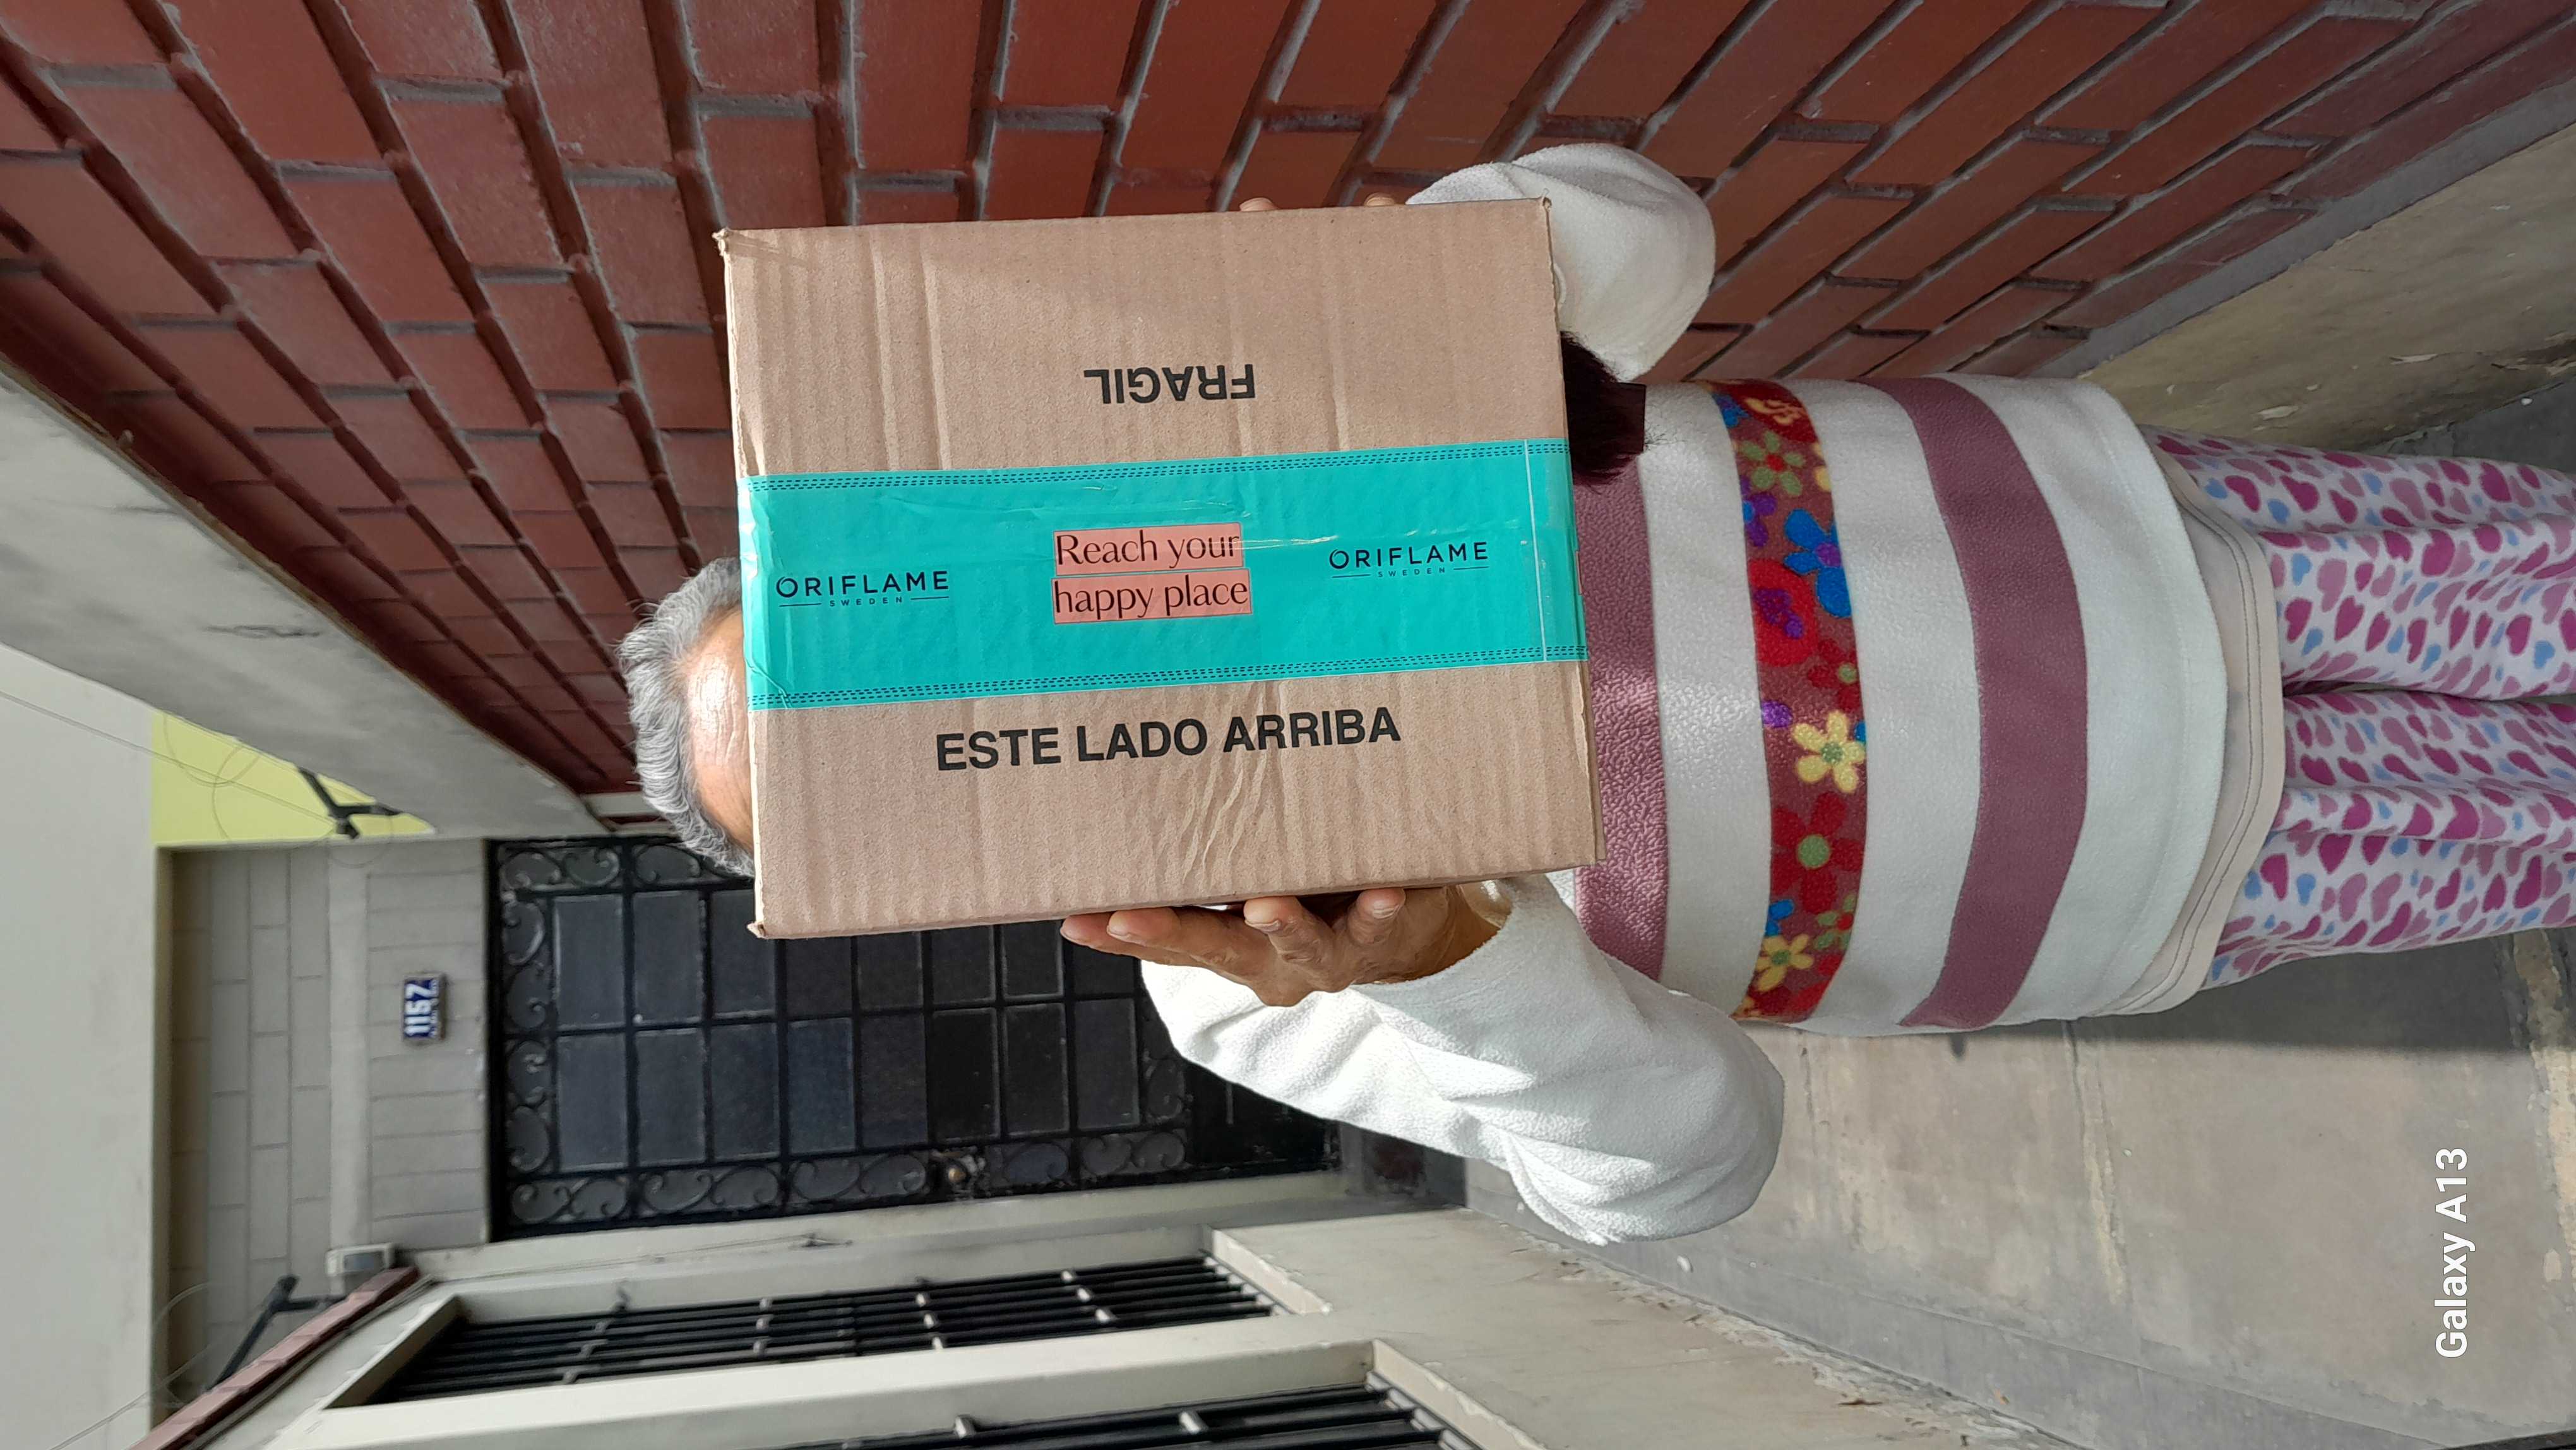 FRAGIL
ORIFLAME
SWEDEN
Reach your
happy place
ORIFLAME
SWEDEN
ESTE LADO ARRIBA
1157
Galaxy A13